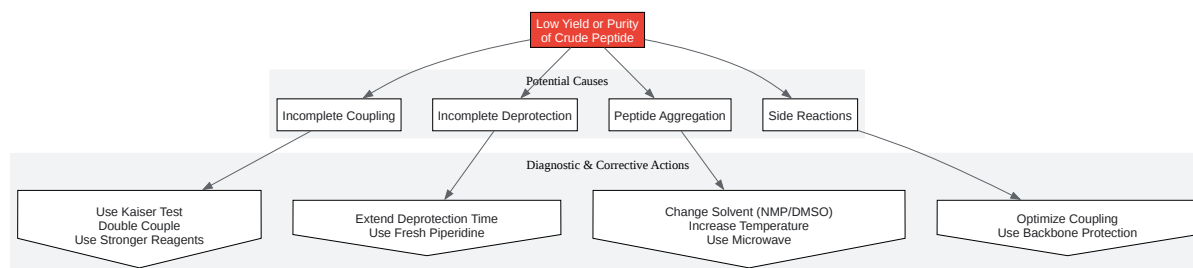 Low Yield or Purity
of Crude Peptide
Potential Causes
Incomplete Coupling
Incomplete Deprotection
Peptide Aggregation
Side Reactions
Diagnostic & Corrective Actions
Use Kaiser Test
Double Couple
Use Stronger Reagents
Extend Deprotection Time
Use Fresh Piperidine
Change Solvent (NMP/DMSO)
Increase Temperature
Use Microwave
Optimize Coupling
Use Backbone Protection